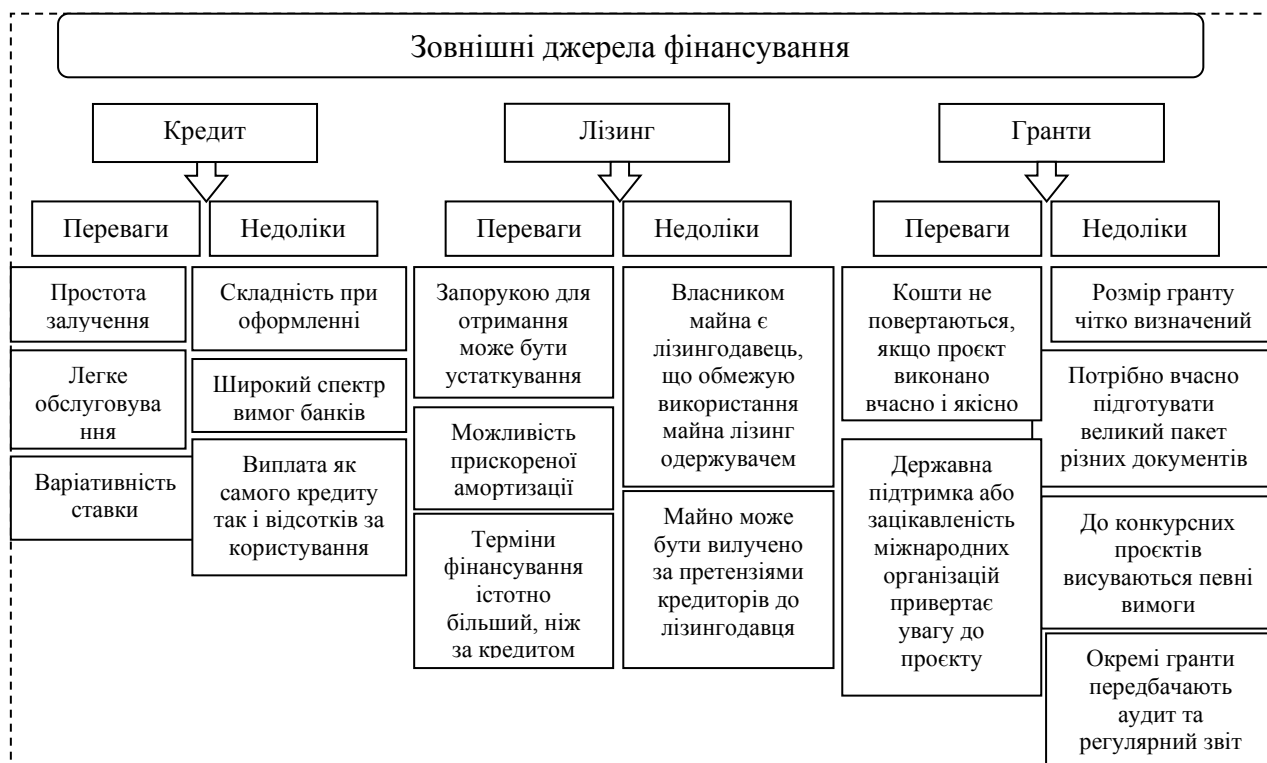 Зовнішні джерела фінансування
Кредит
Переваги
Простота
залучення
Легке
обслуговува
ння
Варіативність
ставки
Недоліки
Складність при
оформленні
Широкий спектр
вимог банків
Виплата як
самого кредиту
так і відсотків за
користування
Лізинг
Переваги
Запорукою для
отримання
може бути
устаткування
Можливість
прискореної
амортизації
Терміни
фінансування
істотно
більший, ніж
за кредитом
Недоліки
Власником
майна є
лізингодавець,
що обмежую
використання
майна лізинг
одержувачем
Майно може
бути вилучено
за претензіями
кредиторів до
лізингодавця
Гранти
Переваги
Кошти не
повертаються,
якщо проєкт
виконано
вчасно і якісно
Державна
підтримка або
зацікавленість
міжнародних
організацій
привертає
увагу до
проєкту
Недоліки
Розмір гранту
чітко визначений
Потрібно вчасно
підготувати
великий пакет
різних документів
До конкурсних
проєктів
висуваються певні
вимоги
Окремі гранти
передбачають
аудит та
регулярний звіт